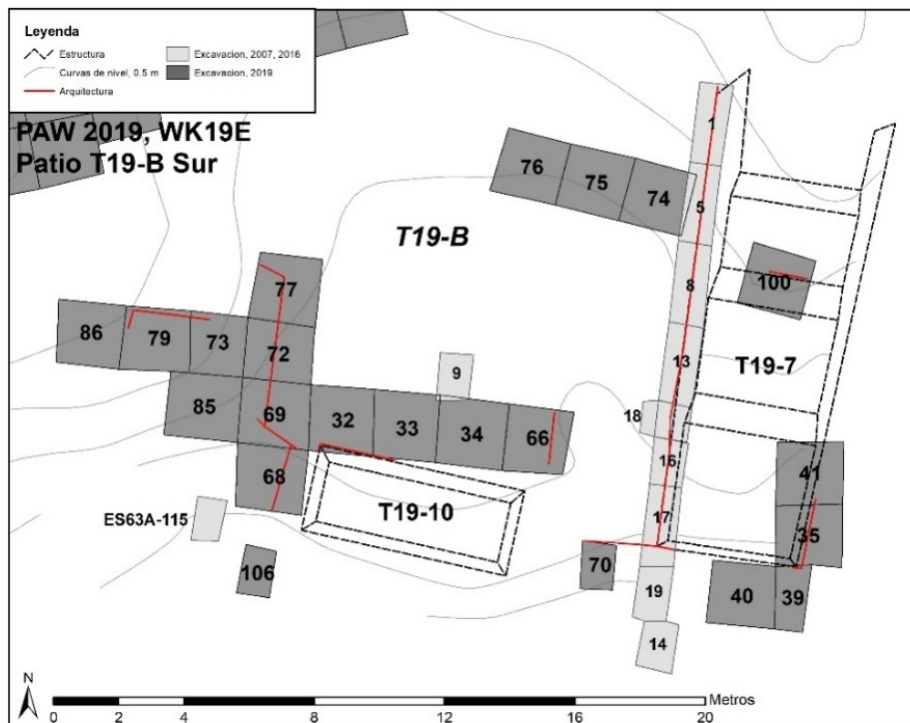 Leyenda
Estructura
Curvas de nivel, 0.5 m
Arquitectura
Excavacion, 2007, 2016
Excavacion, 2019
PAW 2019, WK19E
Patio T19-B Sur
T19-B
76
75
74
1
5
8
13
18
16
17
19
14
100
T19-7
77
86
79
73
72
85
69
32
33
34
66
9
68
T19-10
ES63A-115
106
70
41
35
40
39
N
0 2 4 8 12 16 20 Metros